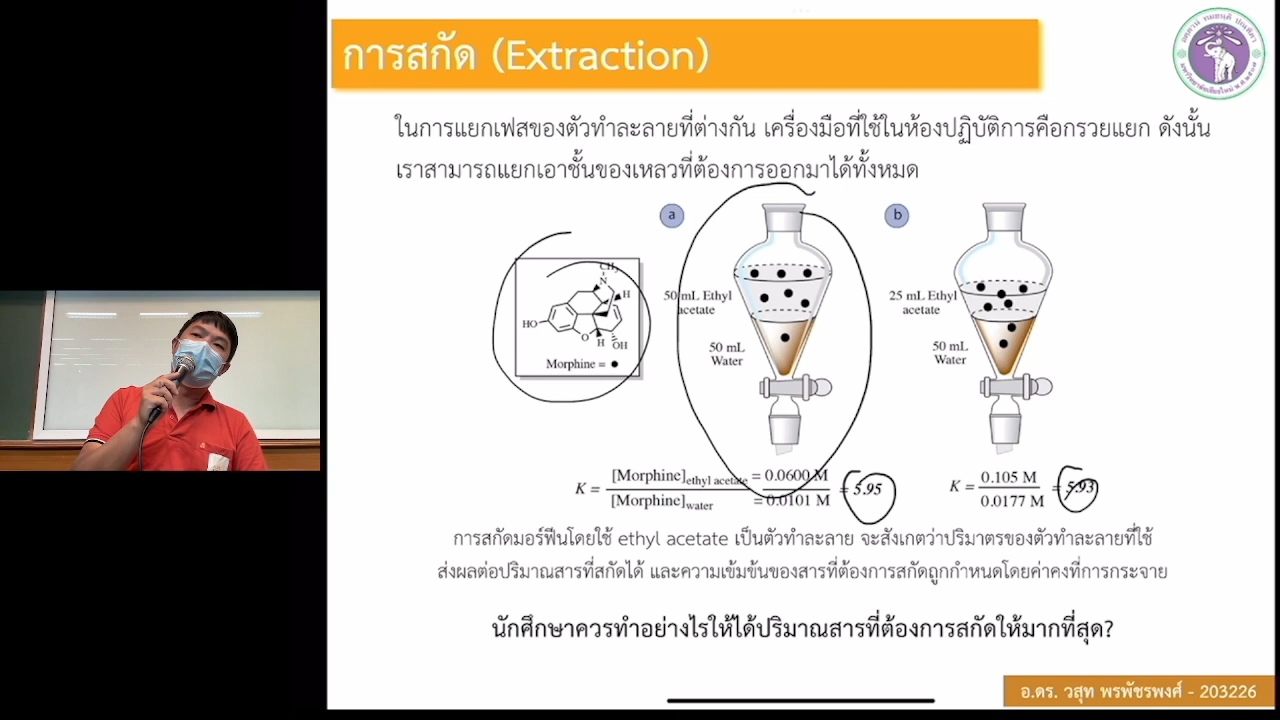 การสกัด (Extraction)
ในการแยกเฟสของตัวทำละลายที่ต่างกัน เครื่องมือที่ใช้ในห้องปฏิบัติการคือกรวยแยก ดังนั้น
เราสามารถแยกเอาชั้นของเหลวที่ต้องการออกมาได้ทั้งหมด
a
b
CH₃
N
H
HO
O
H
OH
Morphine = ●
50 mL Ethyl
acetate
50 mL
Water
25 mL Ethyl
acetate
50 mL
Water
K = [Morphine]ethyl acetate = 0.0600 M = 5.95
[Morphine]water = 0.0101 M
K = 0.105 M = 5.93
0.0177 M
การสกัดมอร์ฟีนโดยใช้ ethyl acetate เป็นตัวทำละลาย จะสังเกตว่าปริมาตรของตัวทำละลายที่ใช้
ส่งผลต่อปริมาณสารที่สกัดได้ และความเข้มข้นของสารที่ต้องการสกัดถูกกำหนดโดยค่าคงที่การกระจาย
นักศึกษาควรทำอย่างไรให้ได้ปริมาณสารที่ต้องการสกัดให้มากที่สุด?
อ.ดร. วสุท พรพัชรพงศ์ - 203226